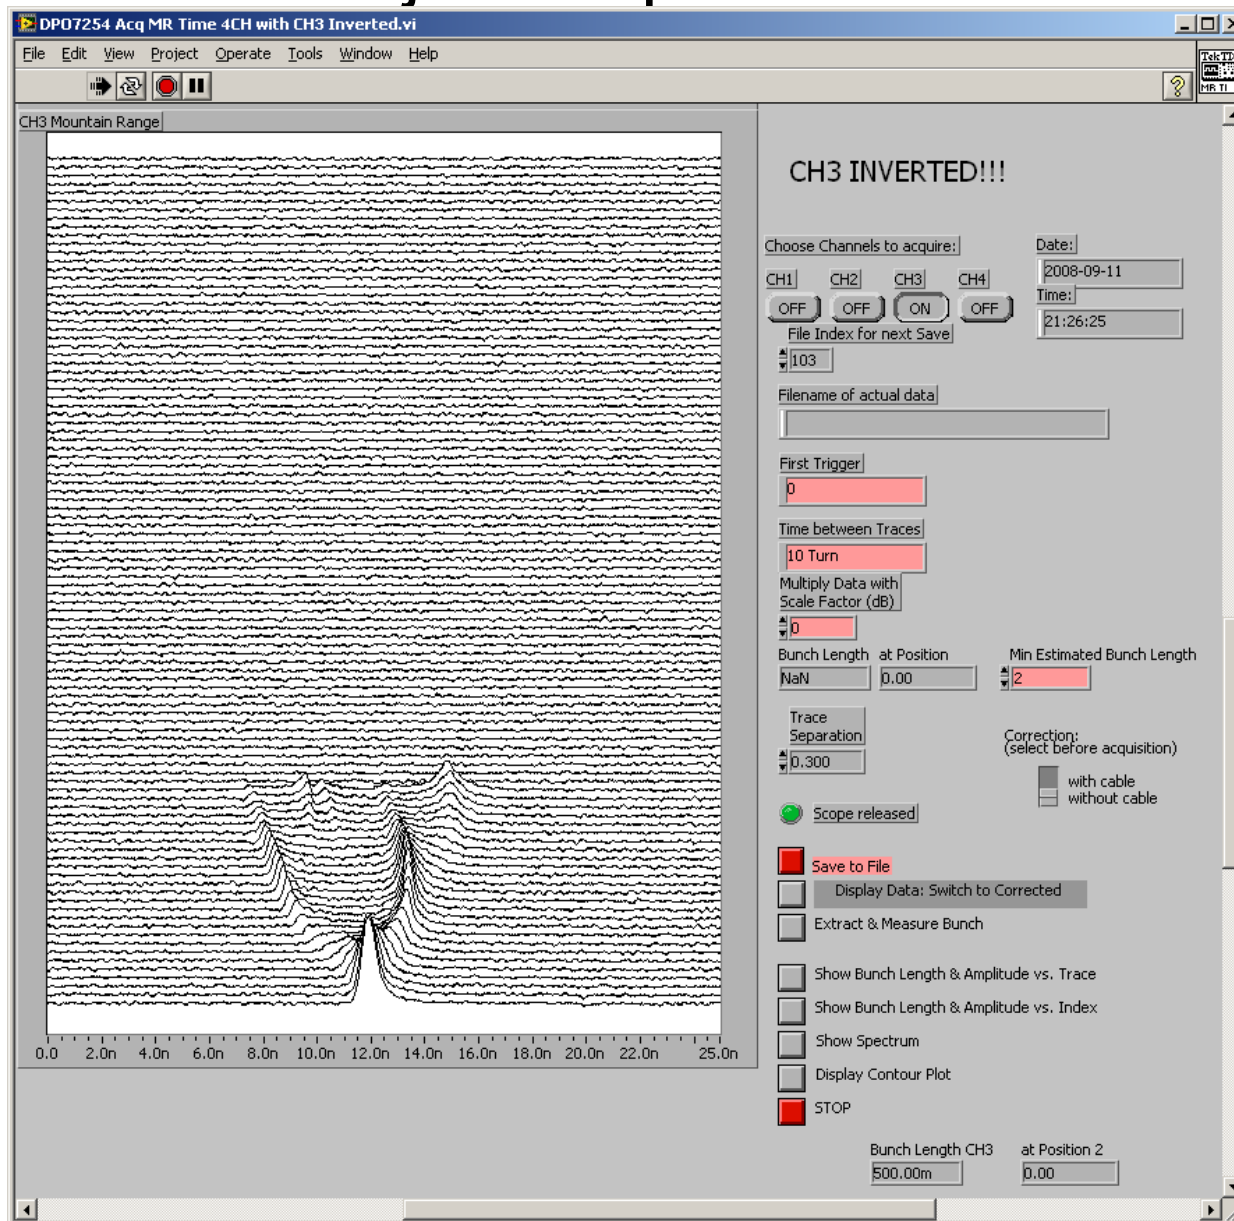 DPO7254 Acq MR Time 4CH with CH3 Inverted.vi
File Edit View Project Operate Tools Window Help
MR TI
CH3 Mountain Range
CH3 INVERTED!!!
Choose Channels to acquire:
Date:
2008-09-11
CH1 CH2 CH3 CH4
Time:
OFF OFF ON OFF
21:26:25
File Index for next Save
103
Filename of actual data
First Trigger
0
Time between Traces
10 Turn
Multiply Data with
Scale Factor (dB)
0
Bunch Length at Position Min Estimated Bunch Length
NaN 0.00 2
Trace
Separation
0.300
Correction:
(select before acquisition)
with cable
without cable
Scope released
Save to File
Display Data: Switch to Corrected
Extract & Measure Bunch
Show Bunch Length & Amplitude vs. Trace
Show Bunch Length & Amplitude vs. Index
Show Spectrum
Display Contour Plot
STOP
0.0 2.0n 4.0n 6.0n 8.0n 10.0n 12.0n 14.0n 16.0n 18.0n 20.0n 22.0n 25.0n
Bunch Length CH3 at Position 2
500.00m 0.00